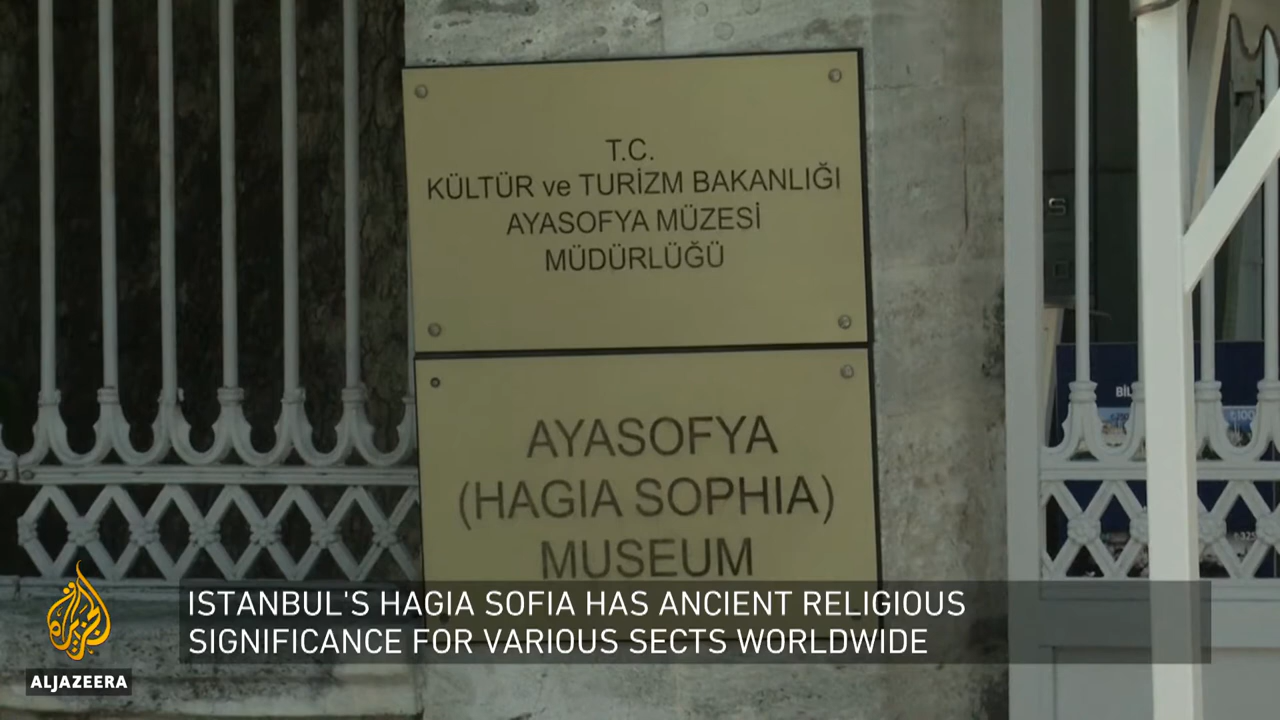 T.C.
KÜLTÜR ve TURİZM BAKANLIĞI
AYASOFYA MÜZESİ
MÜDÜRLÜĞÜ
AYASOFYA
(HAGIA SOPHIA)
MUSEUM
ISTANBUL'S HAGIA SOFIA HAS ANCIENT RELIGIOUS
SIGNIFICANCE FOR VARIOUS SECTS WORLDWIDE
ALJAZEERA